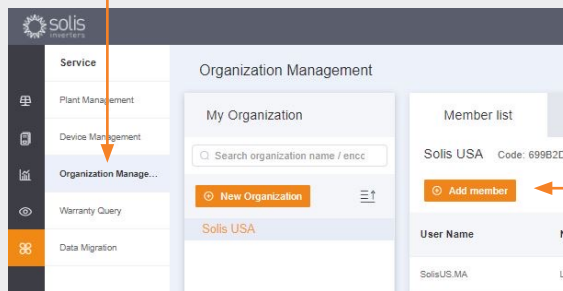 solis
inverters
Service
Plant Management
Device Management
Organization Manage...
Warranty Query
Data Migration
Organization Management
My Organization
Search organization name / encc
New Organization
Solis USA
Member list
Solis USA Code: 699B2D
Add member
User Name
SolisUS.MA